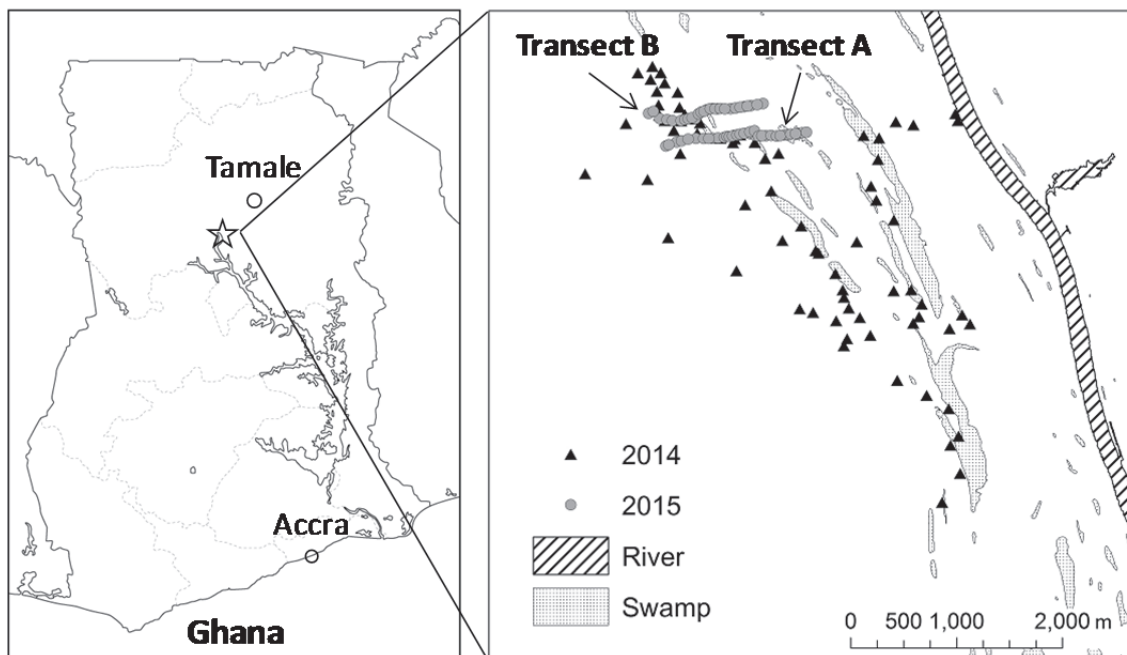 Tamale
Accra
Ghana
Transect B
Transect A
2014
2015
River
Swamp
0 500 1,000 2,000 m